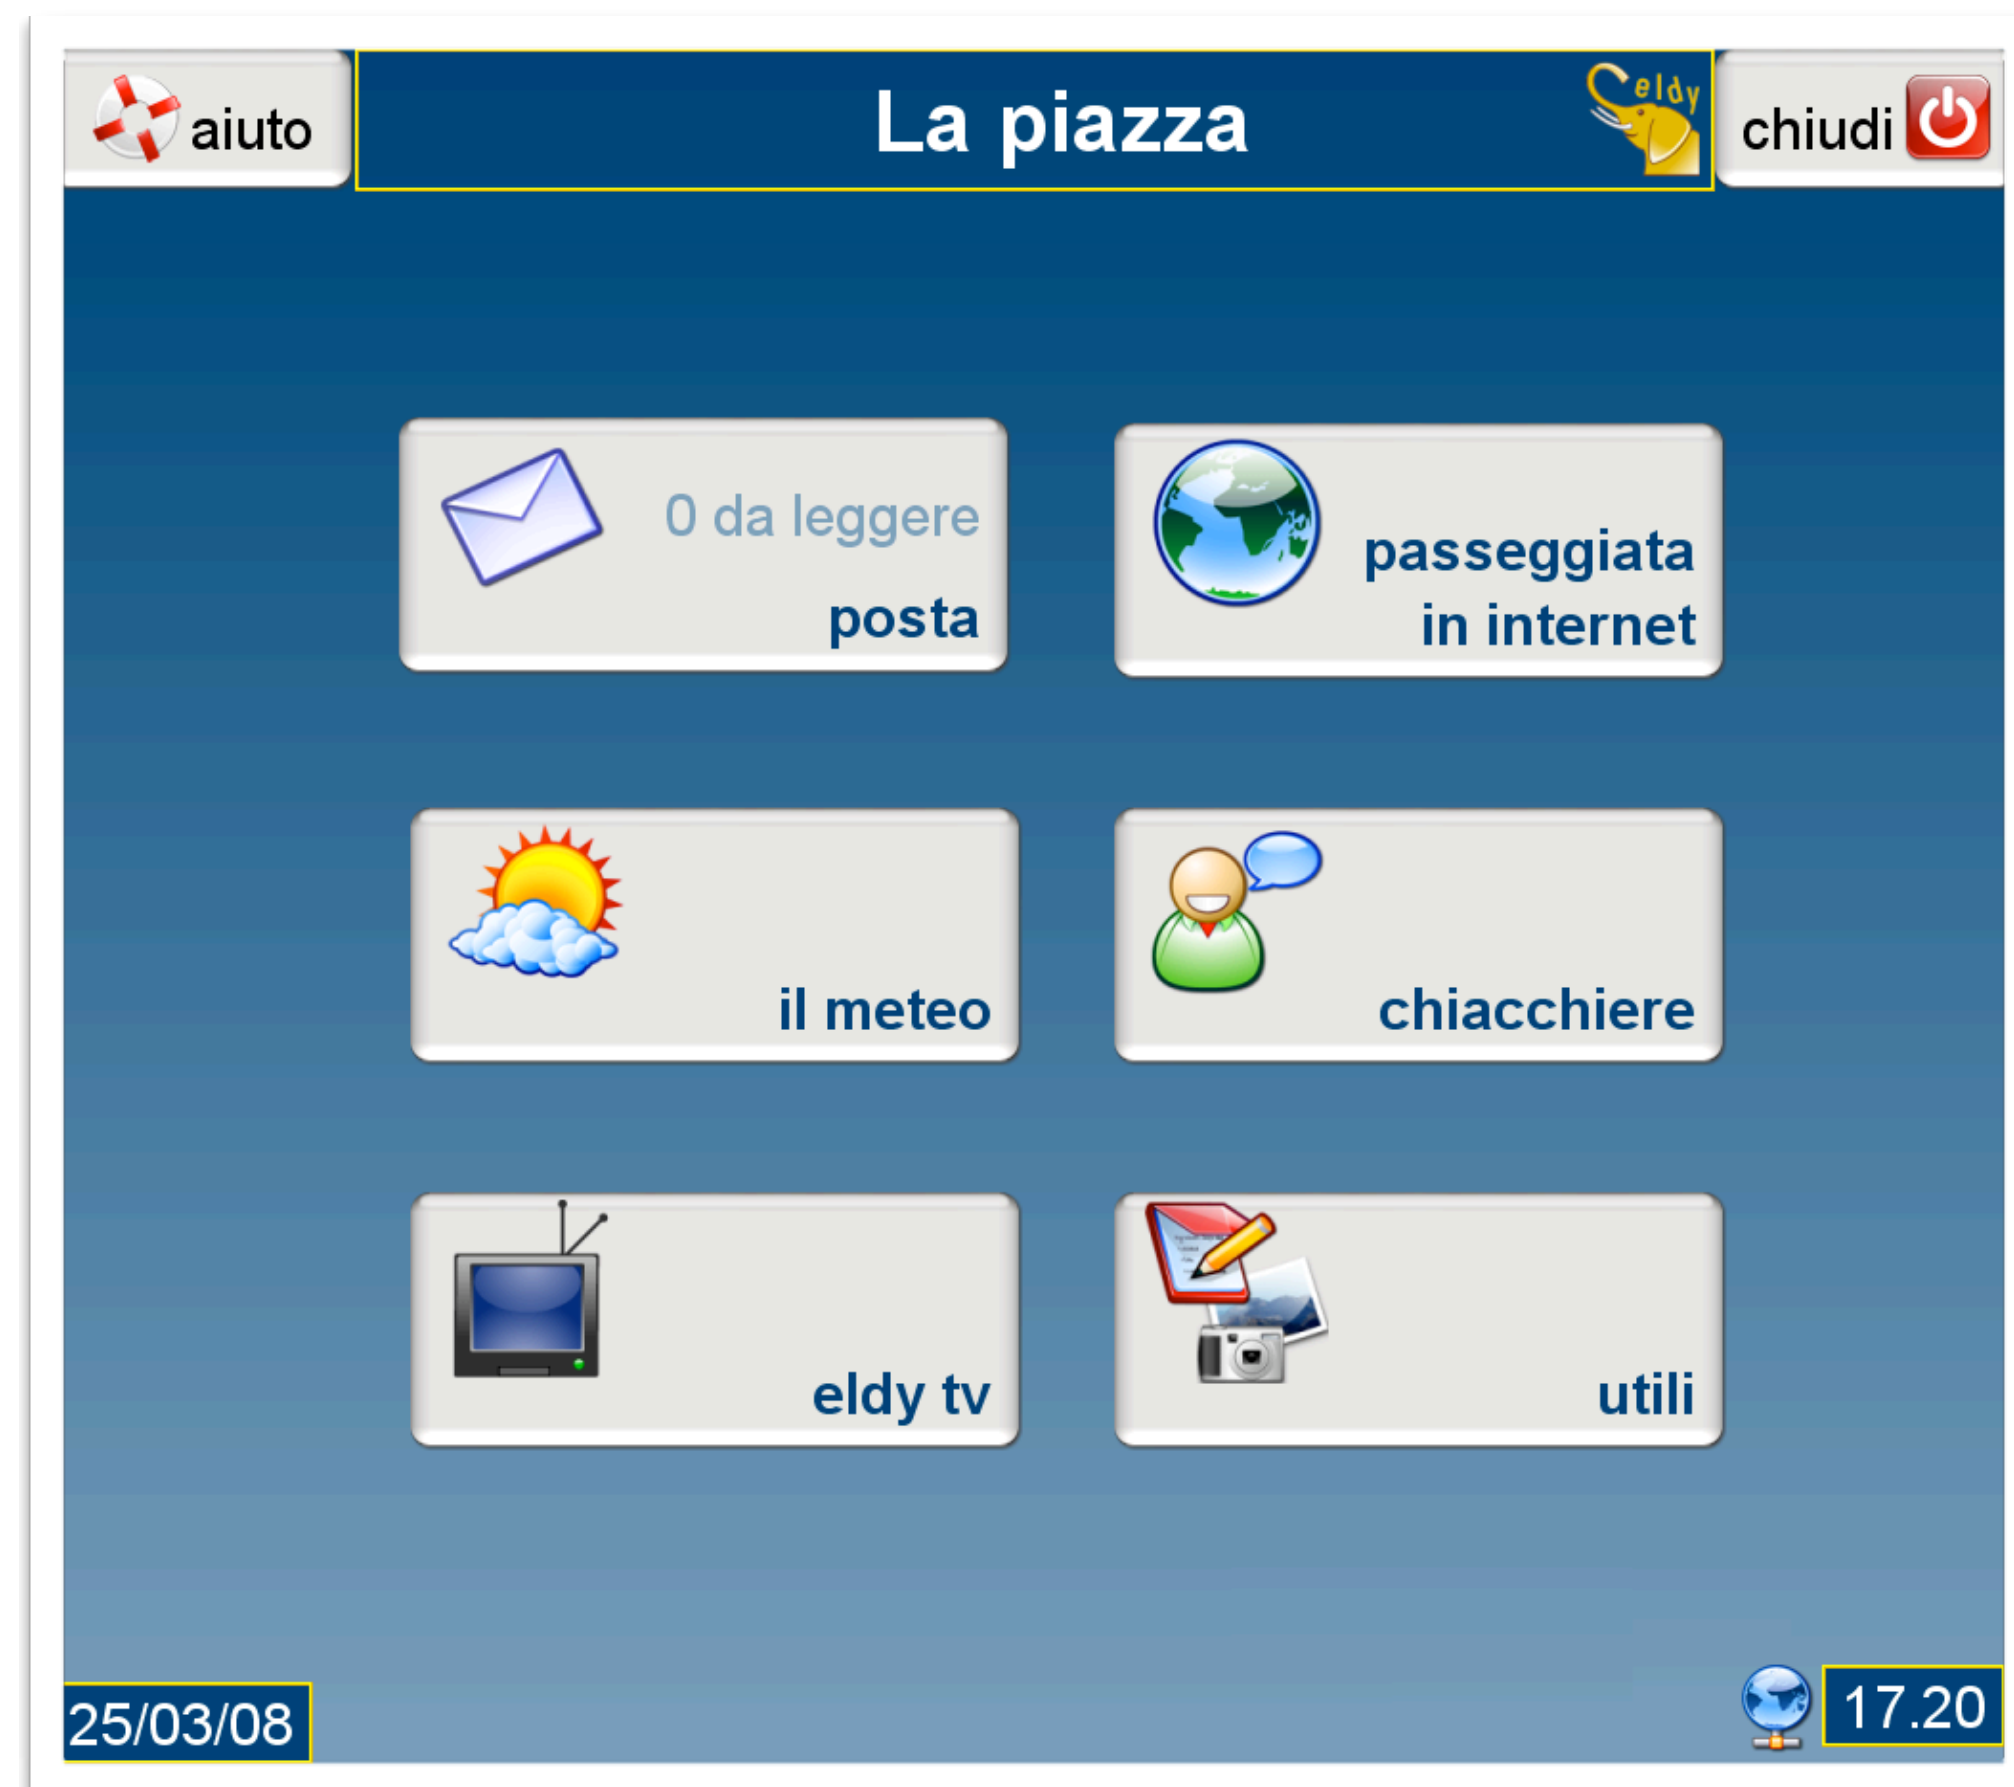 aiuto
La piazza
eldy
chiudi
0 da leggere
posta
passeggiata
in internet
il meteo
chiacchiere
eldy tv
utili
25/03/08
17.20